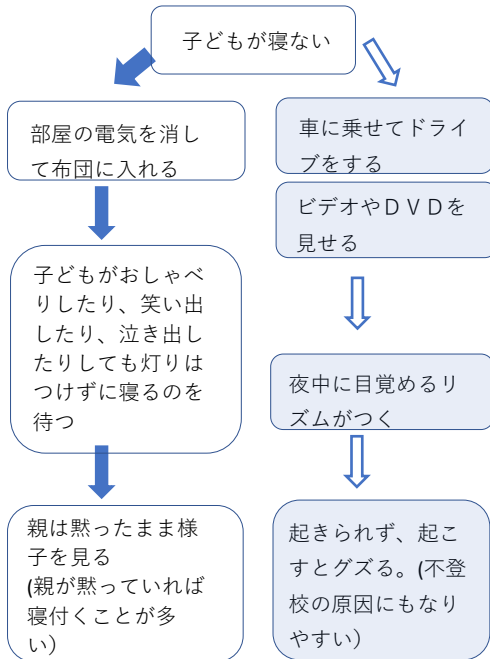 子どもが寝ない
部屋の電気を消し
て布団に入れる
子どもがおしゃべ
りしたり、笑い出
したり、泣き出し
たりしても灯りは
つけずに寝るのを
待つ
親は黙ったまま様
子を見る
(親が黙っていれば
寝付くことが多
い）
車に乗せてドライ
ブをする
ビデオやＤＶＤを
見せる
夜中に目覚めるリ
ズムがつく
起きられず、起こ
すとグズる。(不登
校の原因にもなり
やすい）